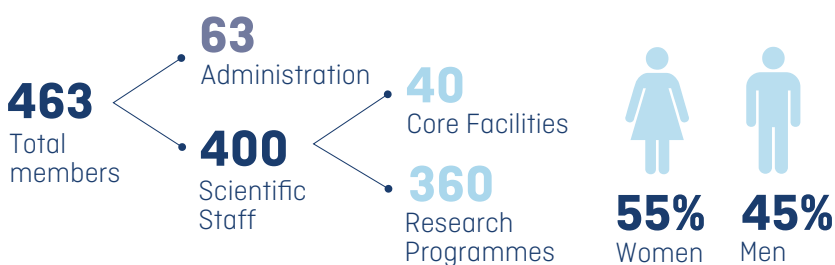 463
Total
members
63
Administration
400
Scientific
Staff
40
Core Facilities
360
Research
Programmes
55%
Women
45%
Men